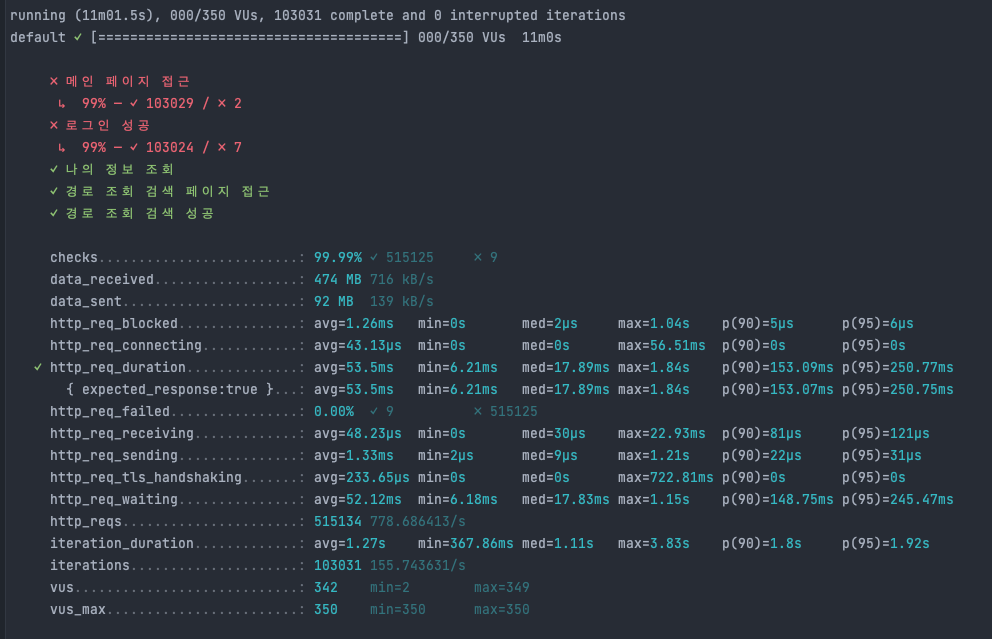 running (11m01.5s), 000/350 VUs, 103031 complete and 0 interrupted iterations
default ✓ [======================================] 000/350 VUs  11m0s
✗ 메인 페이지 접근
↳  99% — ✓ 103029 / ✗ 2
✗ 로그인 성공
↳  99% — ✓ 103024 / ✗ 7
✓ 나의 정보 조회
✓ 경로 조회 검색 페이지 접근
✓ 경로 조회 검색 성공
checks.........................: 99.99% ✓ 515125     ✗ 9
data_received..................: 474 MB 716 kB/s
data_sent......................: 92 MB  139 kB/s
http_req_blocked...............: avg=1.26ms   min=0s       med=2µs     max=1.04s   p(90)=5µs      p(95)=6µs
http_req_connecting............: avg=43.13µs  min=0s       med=0s      max=56.51ms p(90)=0s       p(95)=0s
✓ http_req_duration..............: avg=53.5ms   min=6.21ms   med=17.89ms max=1.84s   p(90)=153.09ms p(95)=250.77ms
{ expected_response:true }...: avg=53.5ms   min=6.21ms   med=17.89ms max=1.84s   p(90)=153.07ms p(95)=250.75ms
http_req_failed................: 0.00%  ✓ 9          ✗ 515125
http_req_receiving.............: avg=48.23µs  min=0s       med=30µs    max=22.93ms p(90)=81µs     p(95)=121µs
http_req_sending...............: avg=1.33ms   min=2µs      med=9µs     max=1.21s   p(90)=22µs     p(95)=31µs
http_req_tls_handshaking.......: avg=233.65µs min=0s       med=0s      max=722.81ms p(90)=0s       p(95)=0s
http_req_waiting...............: avg=52.12ms  min=6.18ms   med=17.83ms max=1.15s   p(90)=148.75ms p(95)=245.47ms
http_reqs......................: 515134 778.686413/s
iteration_duration.............: avg=1.27s    min=367.86ms med=1.11s   max=3.83s   p(90)=1.8s     p(95)=1.92s
iterations.....................: 103031 155.743631/s
vus............................: 342    min=2        max=349
vus_max........................: 350    min=350      max=350